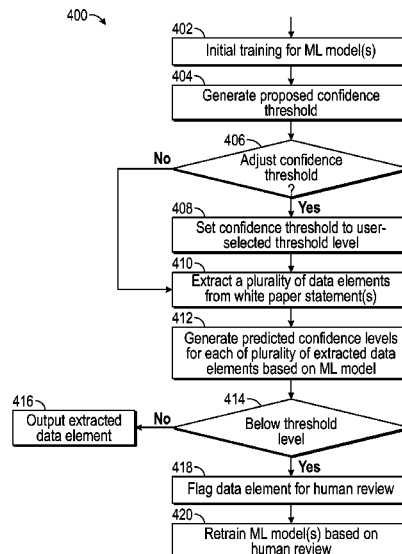 400
402
Initial training for ML model(s)
404
Generate proposed confidence
threshold
406
No
Adjust confidence
threshold
?
Yes
408
Set confidence threshold to user-
selected threshold level
410
Extract a plurality of data elements
from white paper statement(s)
412
Generate predicted confidence levels
for each of plurality of extracted data
elements based on ML model
414
416
No
Output extracted
data element
Below threshold
level
Yes
418
Flag data element for human review
420
Retrain ML model(s) based on
human review